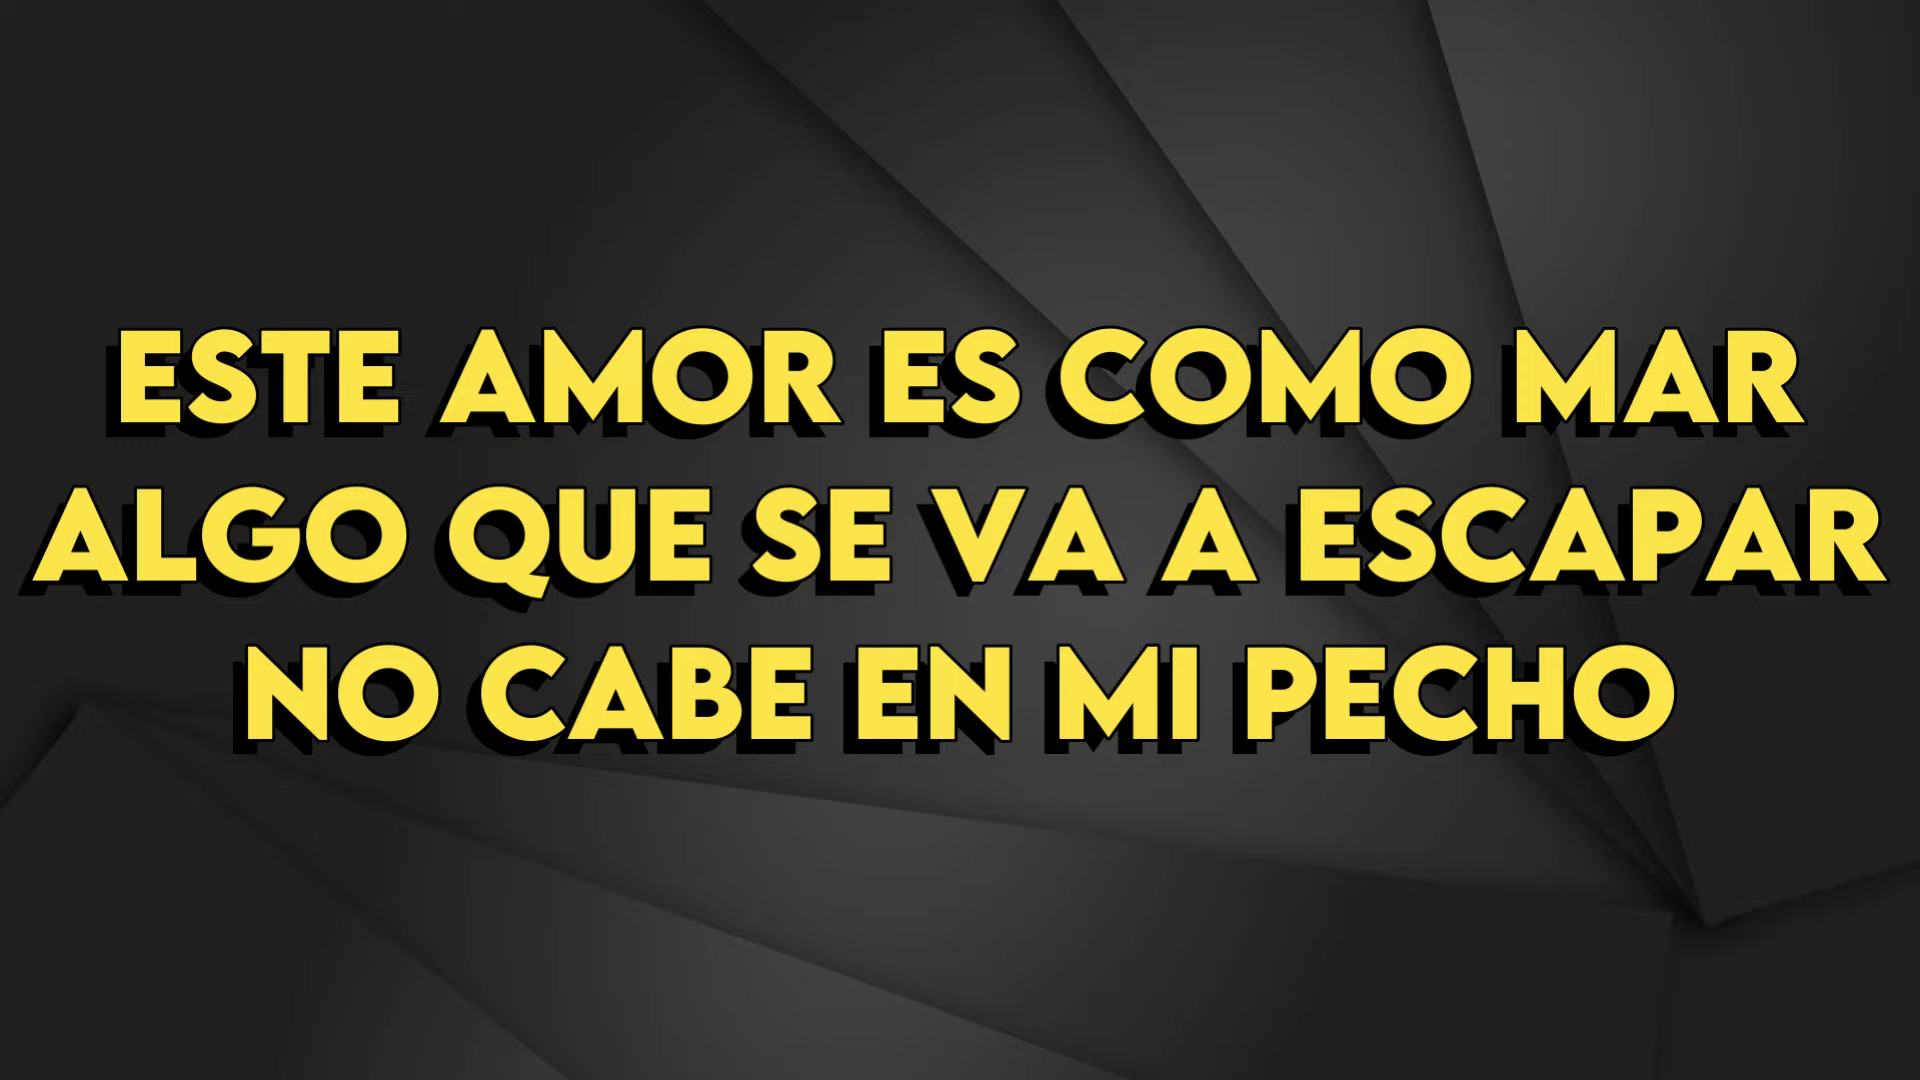 ESTE AMOR ES COMO MAR
ALGO QUE SE VA A ESCAPAR
NO CABE EN MI PECHO